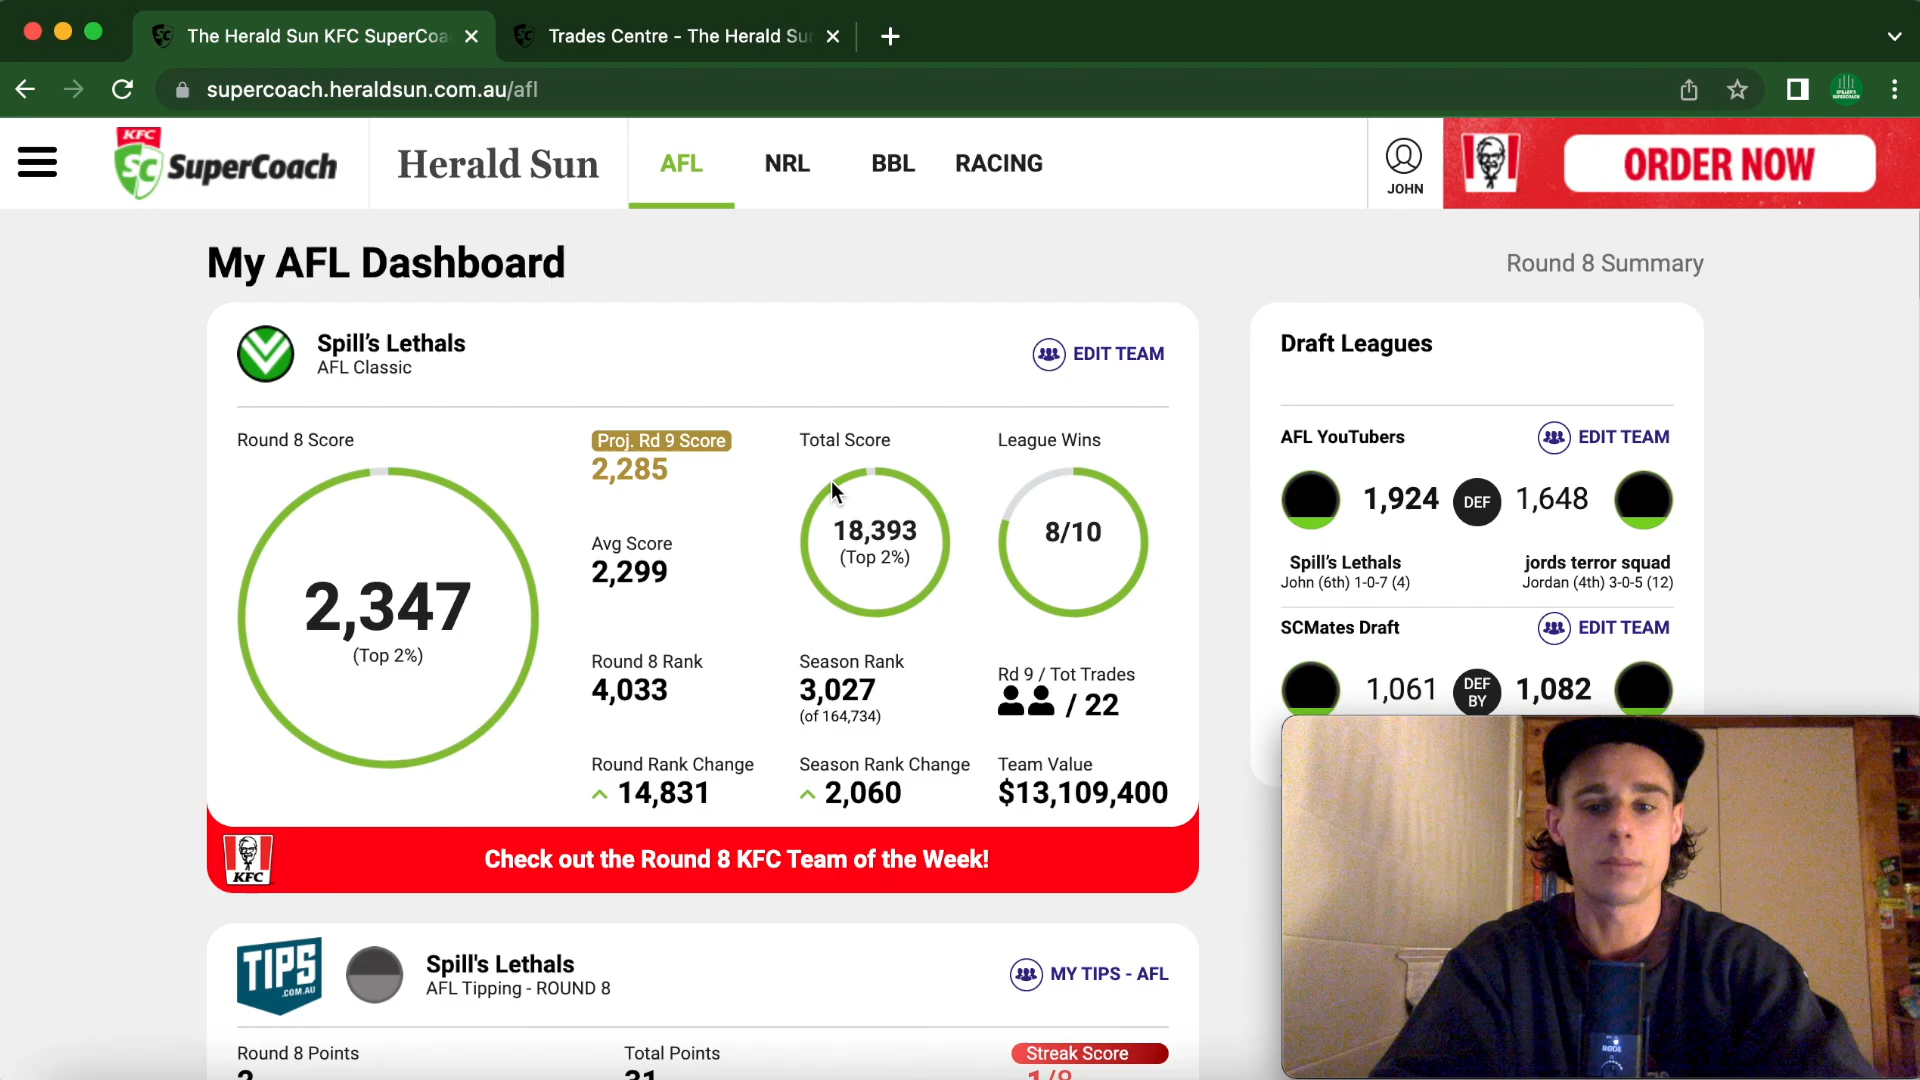 The Herald Sun KFC SuperCoa
Trades Centre - The Herald Su
supercoach.heraldsun.com.au/afl
KFC
SC SuperCoach
Herald Sun
AFL
NRL
BBL
RACING
JOHN
ORDER NOW
My AFL Dashboard
Round 8 Summary
Spill's Lethals
AFL Classic
EDIT TEAM
Round 8 Score
2,347
(Top 2%)
Proj. Rd 9 Score
2,285
Avg Score
2,299
Round 8 Rank
4,033
Round Rank Change
14,831
Total Score
18,393
(Top 2%)
Season Rank
3,027
(of 164,734)
Season Rank Change
2,060
League Wins
8/10
Rd 9 / Tot Trades
/ 22
Team Value
$13,109,400
KFC
Check out the Round 8 KFC Team of the Week!
Draft Leagues
AFL YouTubers
EDIT TEAM
1,924
DEF
1,648
Spill's Lethals
John (6th) 1-0-7 (4)
jords terror squad
Jordan (4th) 3-0-5 (12)
SCMates Draft
EDIT TEAM
1,061
DEF BY
1,082
TIPS
.COM.AU
Spill's Lethals
AFL Tipping - ROUND 8
MY TIPS - AFL
Round 8 Points
2
Total Points
31
Streak Score
1/8
RØDE